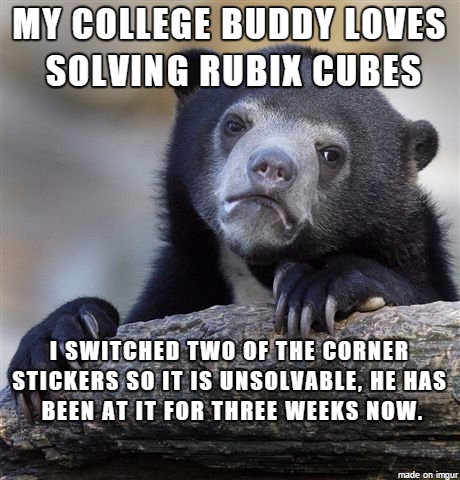 MY COLLEGE BUDDY LOVES
SOLVING RUBIX CUBES
I SWITCHED TWO OF THE CORNER
STICKERS SO IT IS UNSOLVABLE, HE HAS
BEEN AT IT FOR THREE WEEKS NOW.
made on imgur